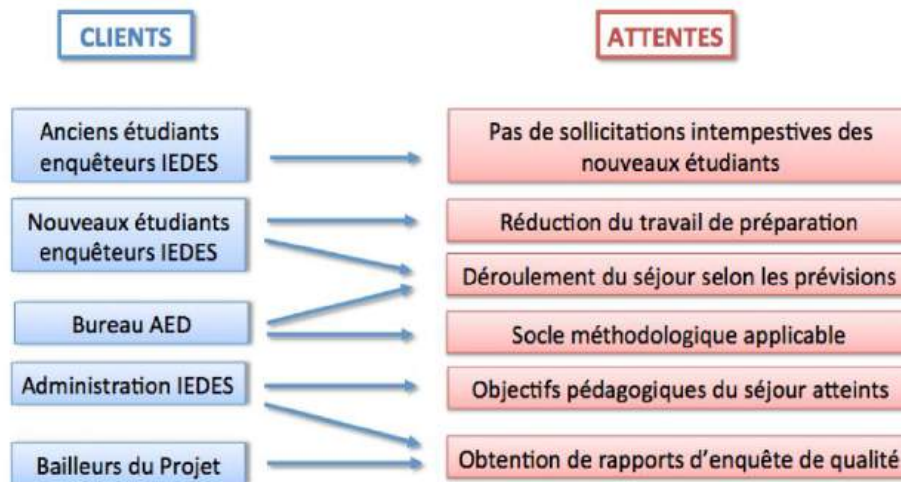 CLIENTS
ATTENTES
Anciens étudiants
enquêteurs IEDES
Pas de sollicitations intempestives des
nouveaux étudiants
Nouveaux étudiants
enquêteurs IEDES
Réduction du travail de préparation
Déroulement du séjour selon les prévisions
Bureau AED
Socle méthodologique applicable
Administration IEDES
Objectifs pédagogiques du séjour atteints
Bailleurs du Projet
Obtention de rapports d'enquête de qualité